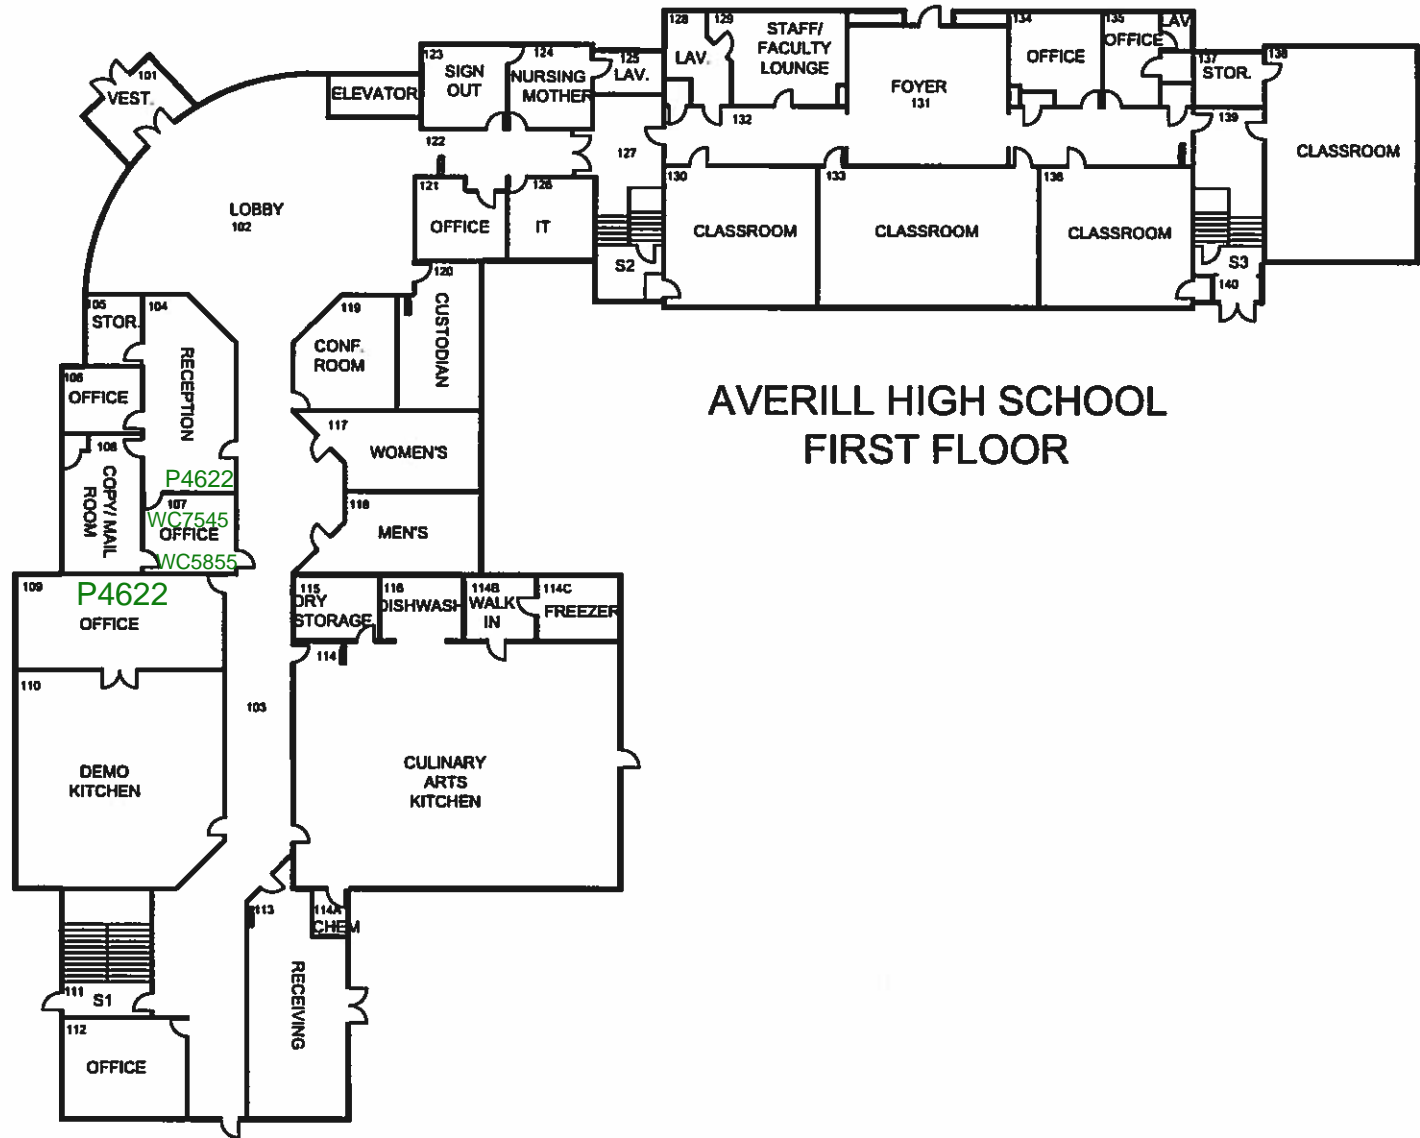 101
VEST.
ELEVATOR
123
SIGN
OUT
124
NURSING
MOTHER
125
LAV.
128
LAV.
129
STAFF/
FACULTY
LOUNGE
FOYER
131
134
OFFICE
135
OFFICE
LAV
137
STOR.
138
CLASSROOM
122
127
132
139
LOBBY
102
121
OFFICE
126
IT
S2
130
CLASSROOM
133
CLASSROOM
136
CLASSROOM
S3
140
105
STOR.
104
RECEPTION
119
CONF.
ROOM
120
CUSTODIAN
106
OFFICE
AVERILL HIGH SCHOOL
FIRST FLOOR
108
COPY/ MAIL
ROOM
117
WOMEN'S
P4622
107
WC7545
OFFICE
WC5855
118
MEN'S
109
P4622
OFFICE
115
DRY
STORAGE
116
DISHWASH
114B
WALK
IN
114C
FREEZER
114
110
DEMO
KITCHEN
103
CULINARY
ARTS
KITCHEN
113
114A
CHEM
RECEIVING
111
S1
112
OFFICE